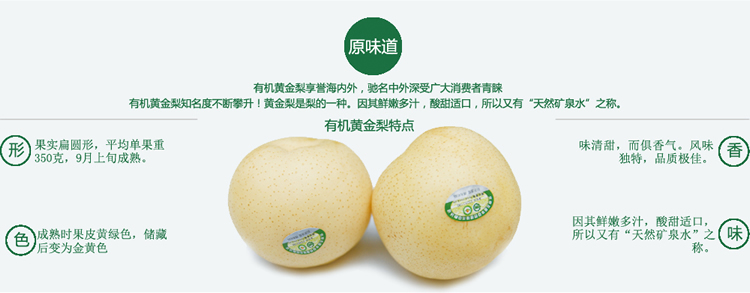 原味道
有机黄金梨享誉海内外，驰名中外深受广大消费者青睐
有机黄金梨知名度不断攀升！黄金梨是梨的一种。因其鲜嫩多汁，酸甜适口，所以又有“天然矿泉水”之称。
有机黄金梨特点
形
果实扁圆形，平均单果重
350克，9月上旬成熟。
色
成熟时果皮黄绿色，储藏
后变为金黄色
味清甜，而俱香气。风味
独特，品质极佳。
香
因其鲜嫩多汁，酸甜适口，
所以又有“天然矿泉水”之
称。
味